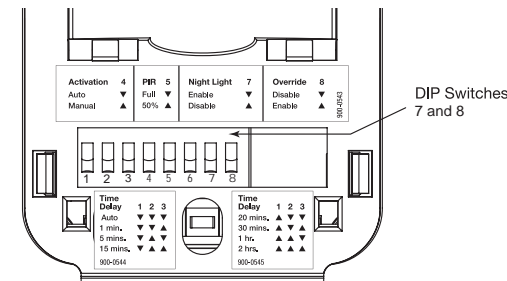 Activation 4 PIR 5 Night Light 7 Override 8
Auto ▼ Full ▼ Enable ▼ Disable ▼
Manual ▲ 50% ▲ Disable ▲ Enable ▲
900-0543
DIP Switches
7 and 8
1 2 3 4 5 6 7 8
Time
Delay 1 2 3
Auto ▼ ▼ ▼
1 min. ▼ ▼ ▲
5 mins. ▼ ▲ ▼
15 mins. ▼ ▲ ▲
900-0544
Time
Delay 1 2 3
20 mins. ▲ ▼ ▼
30 mins. ▲ ▼ ▲
1 hr. ▲ ▲ ▼
2 hrs. ▲ ▲ ▲
900-0545